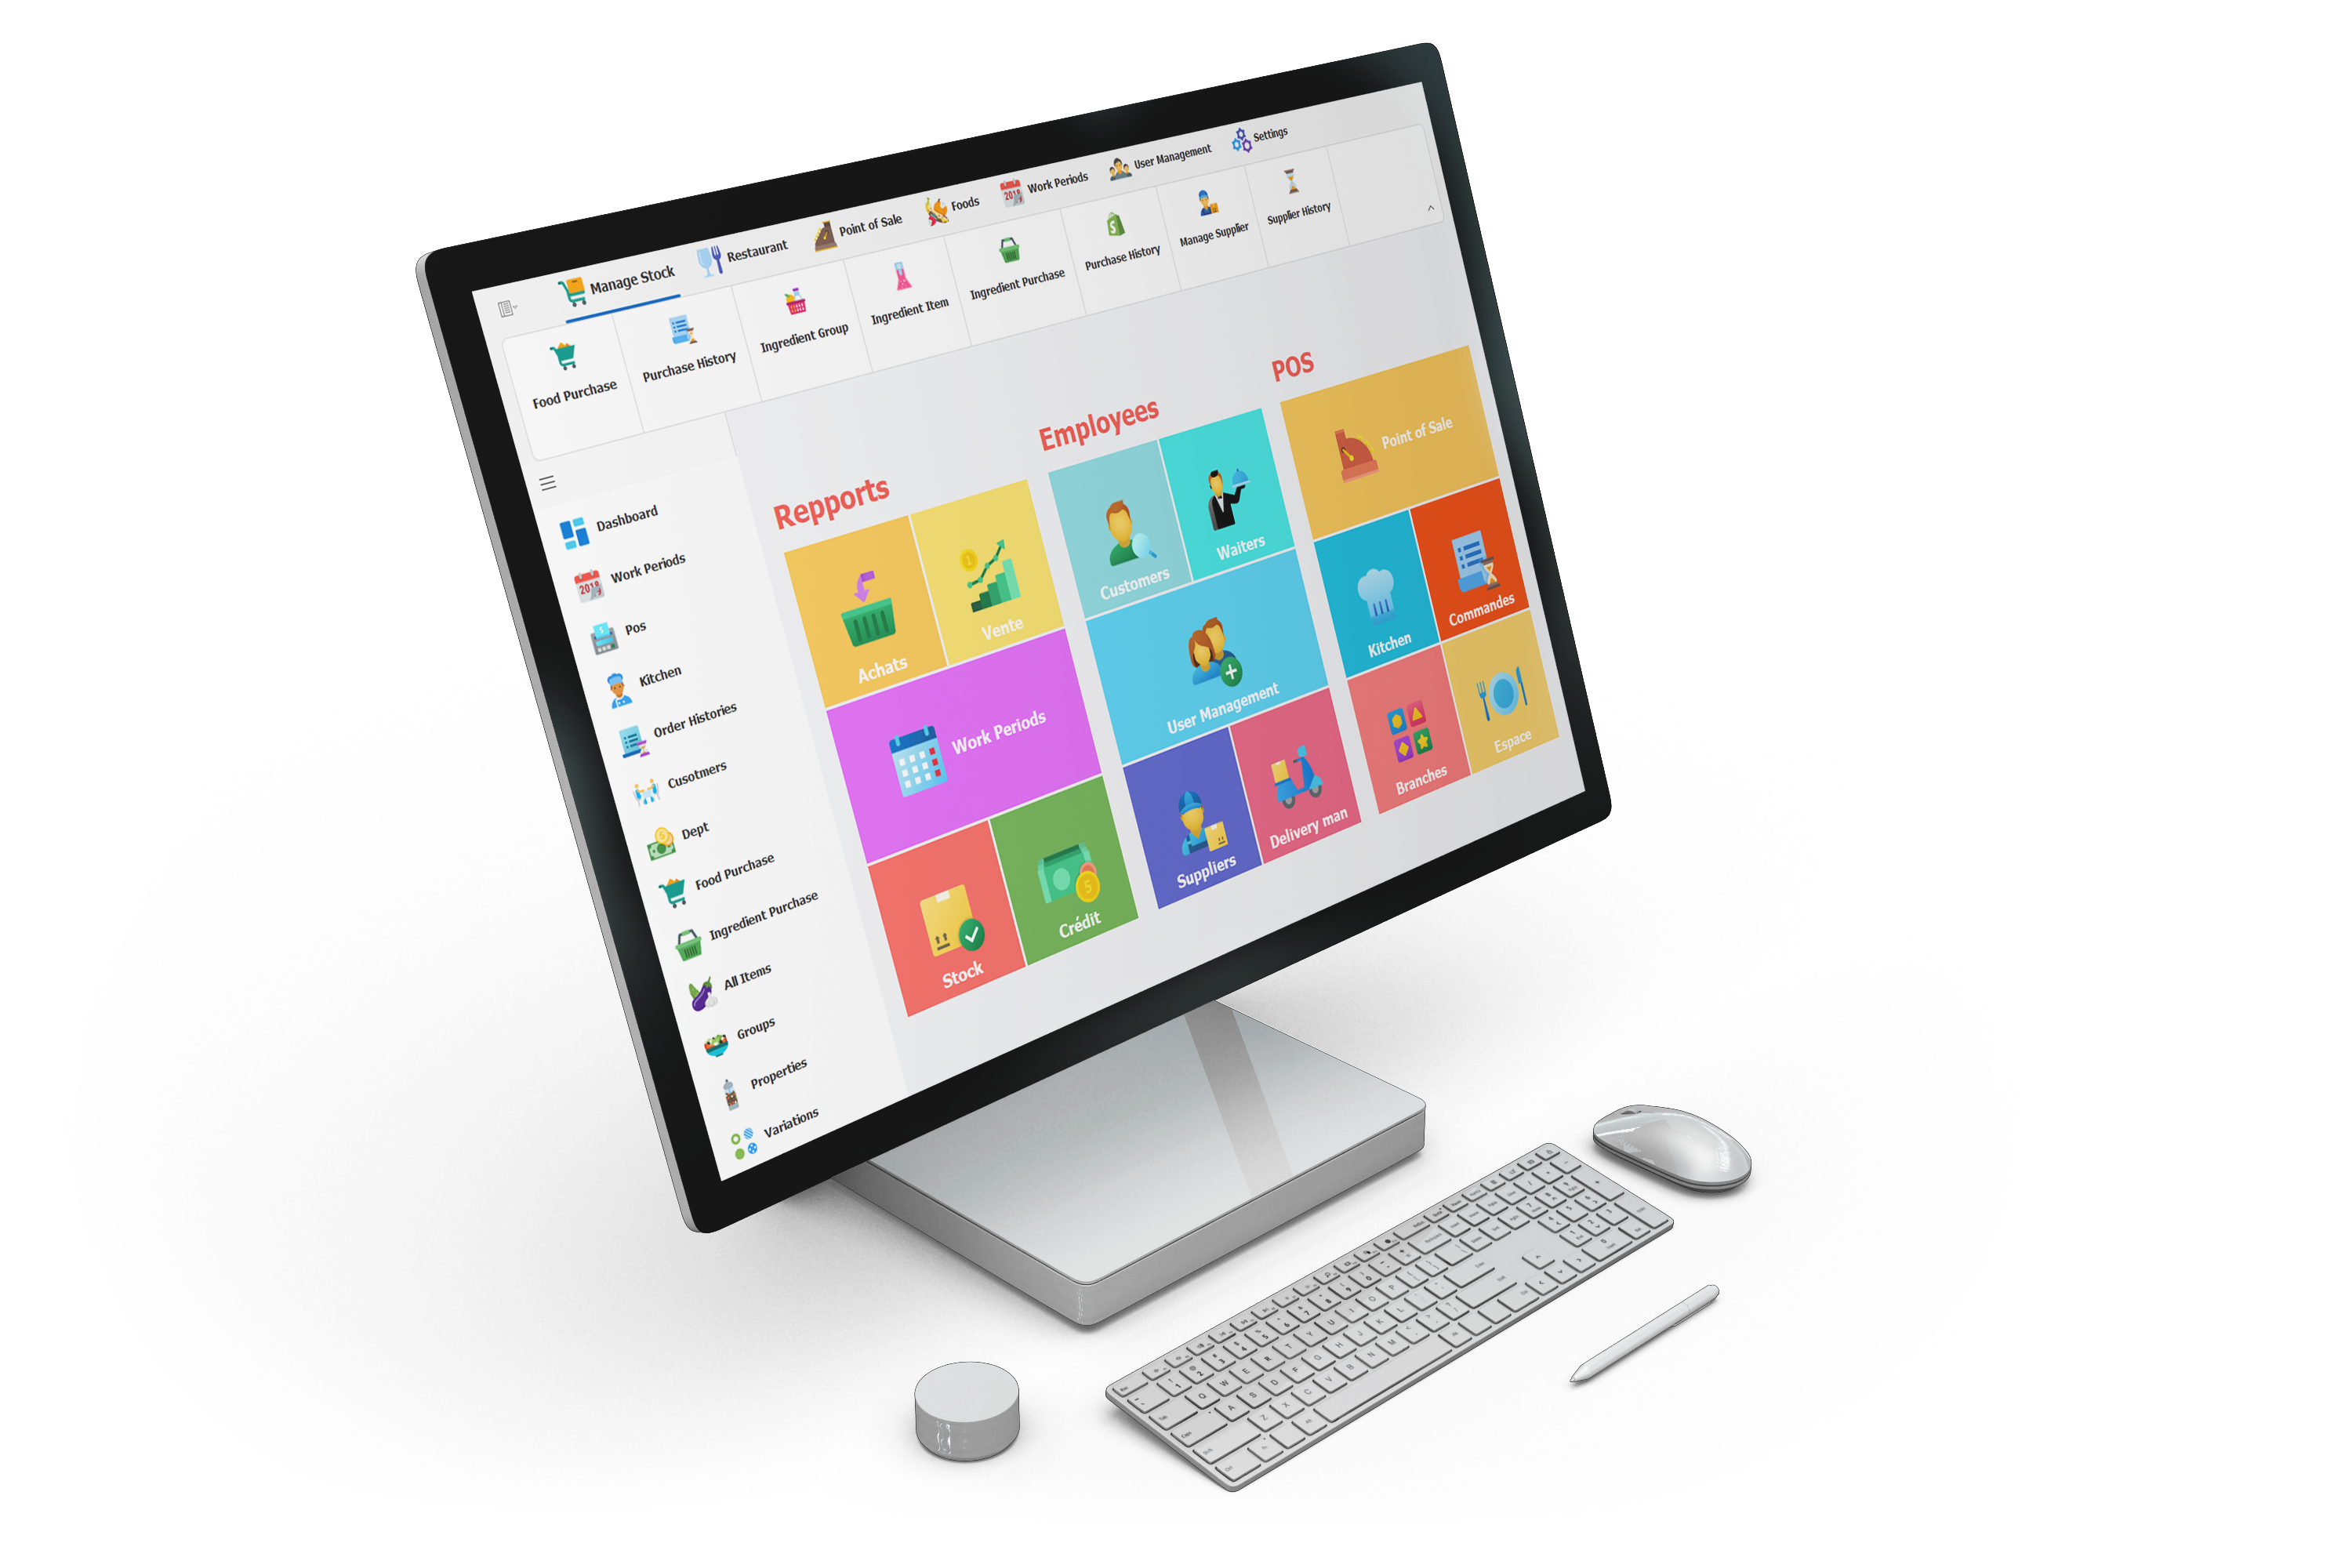 Manage Stock
Restaurant
Point of Sale
Foods
Work Periods
User Management
Settings
Food Purchase
Purchase History
Ingredient Group
Ingredient Item
Ingredient Purchase
Purchase History
Manage Supplier
Supplier History
Dashboard
Work Periods
Pos
Kitchen
Order Histories
Cusotmers
Dept
Food Purchase
Ingredient Purchase
All Items
Groups
Properties
Variations
Repports
Achats
Vente
Work Periods
Stock
Crédit
Employees
Customers
Waiters
User Management
Suppliers
Delivery man
POS
Point of Sale
Kitchen
Commandes
Branches
Espace